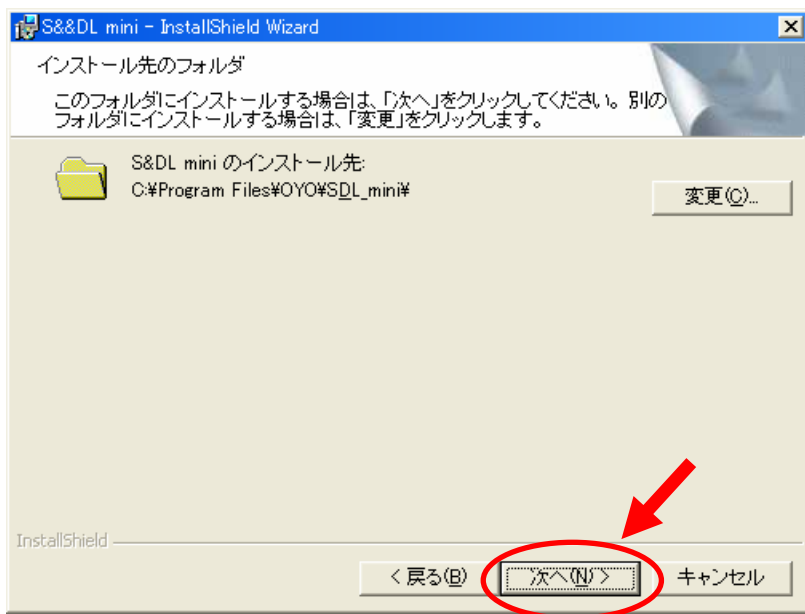 S&&DL mini - InstallShield Wizard
インストール先のフォルダ
このフォルダにインストールする場合は、「次へ」をクリックしてください。別の
フォルダにインストールする場合は、「変更」をクリックします。
S&DL mini のインストール先:
C:¥Program Files¥OYO¥SDL_mini¥
変更(C)...
InstallShield
< 戻る(B)
次へ(N) >
キャンセル